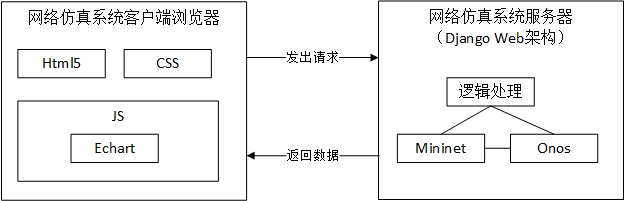 网络仿真系统客户端浏览器
Html5
CSS
JS
Echart
发出请求
返回数据
网络仿真系统服务器
（Django Web架构）
逻辑处理
Mininet
Onos